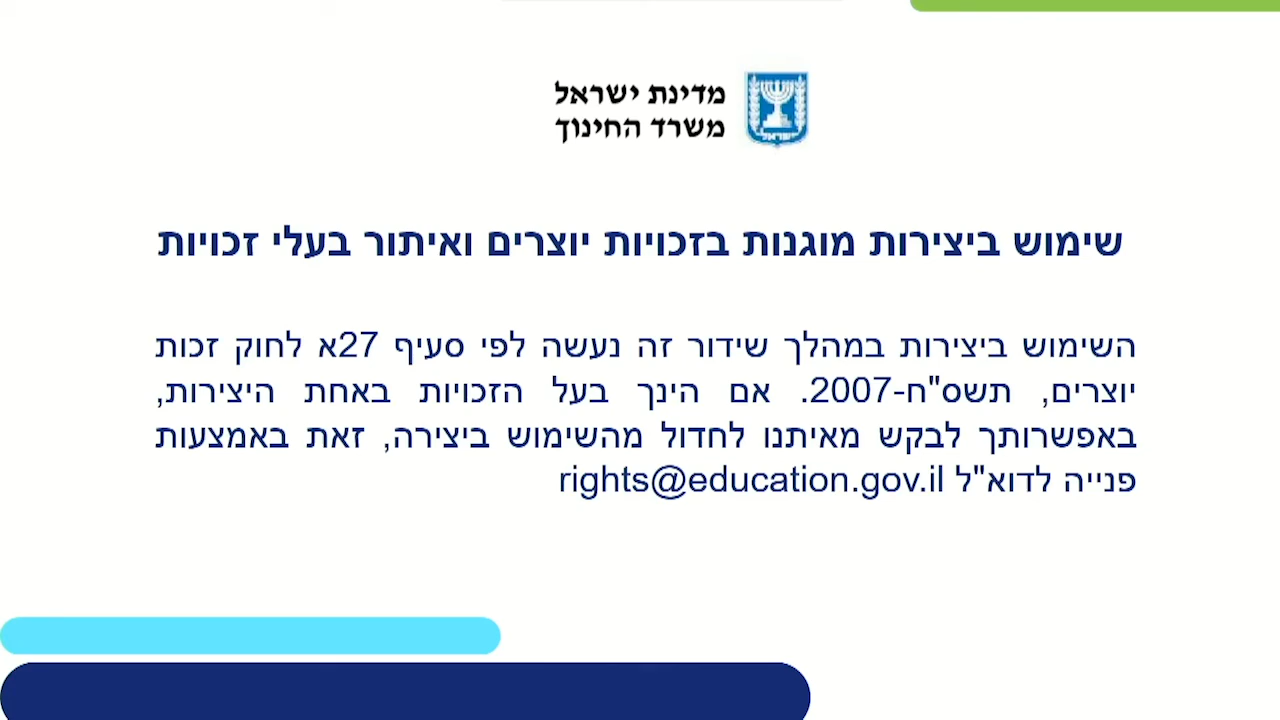 מדינת ישראל
משרד החינוך
ישראל
שימוש ביצירות מוגנות בזכויות יוצרים ואיתור בעלי זכויות
השימוש ביצירות במהלך שידור זה נעשה לפי סעיף 27א לחוק זכות
יוצרים, תשס"ח-2007. אם הינך בעל הזכויות באחת היצירות,
באפשרותך לבקש מאיתנו לחדול מהשימוש ביצירה, זאת באמצעות
פנייה לדוא"ל rights@education.gov.il